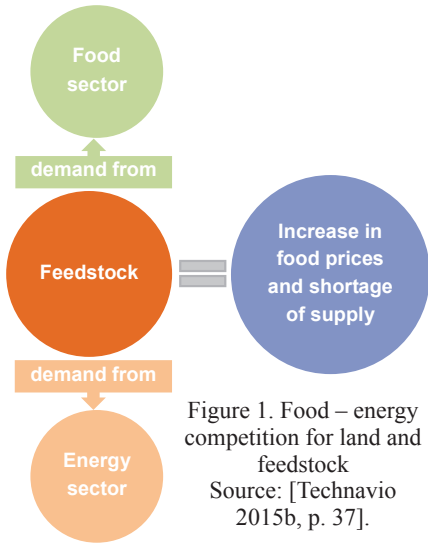 Food
sector
demand from
Feedstock
Increase in
food prices
and shortage
of supply
demand from
Energy
sector
Figure 1. Food – energy
competition for land and
feedstock
Source: [Technavio
2015b, p. 37].